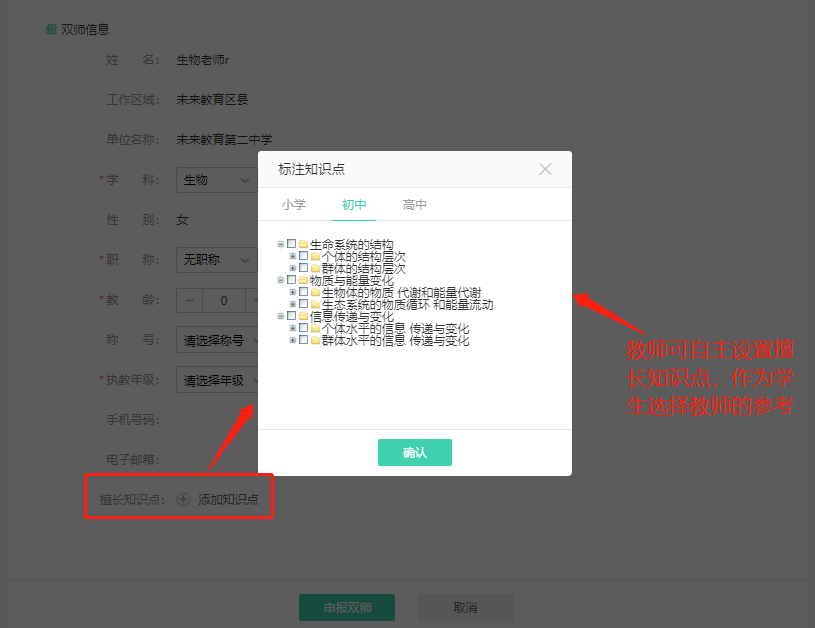 双师信息
姓 名： 生物老师r
工作区域： 未来教育区县
单位名称： 未来教育第二中学
*学 科： 生物
性 别： 女
*职 称： 无职称
*教 龄： − 0
称 号： 请选择称号
*执教年级： 请选择年级
手机号码：
电子邮箱：
擅长知识点： 添加知识点
标注知识点
小学 初中 高中
生命系统的结构
个体的结构层次
群体的结构层次
物质与能量变化
生物体的物质 代谢和能量代谢
生态系统的物质循环 和能量流动
信息传递与变化
个体水平的信息 传递与变化
群体水平的信息 传递与变化
确认
教师可自主设置擅
长知识点，作为学
生选择教师的参考
申报双师 取消